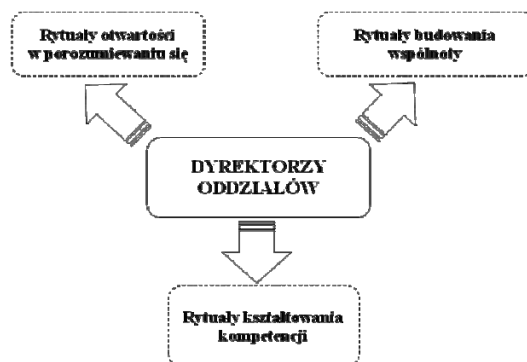 Rytuały otwartości
w porozumiewaniu się
Rytuały budowania
wspólnoty
DYREKTORZY
ODDZIAŁÓW
Rytuały kształtowania
kompetencji